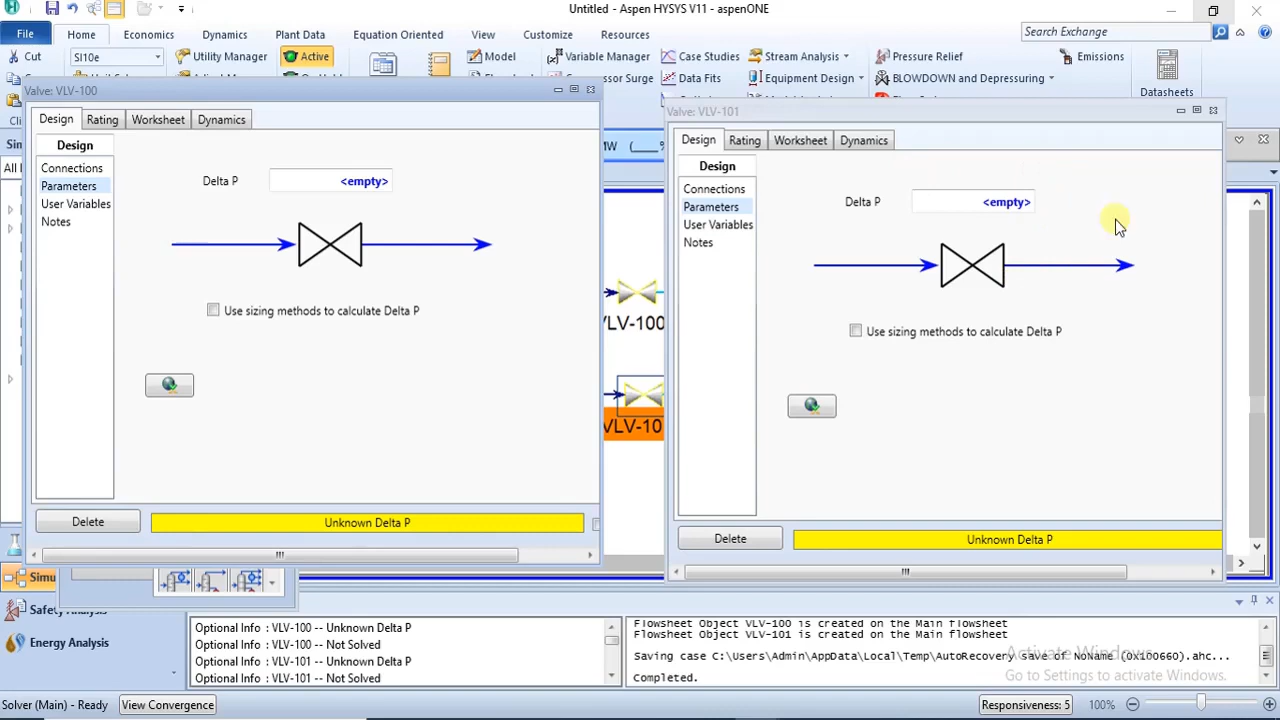 Untitled - Aspen HYSYS V11 - aspenONE
File Home Economics Dynamics Plant Data Equation Oriented View Customize Resources
Search Exchange
Cut SI10e Utility Manager Active Model Variable Manager Case Studies Stream Analysis Pressure Relief Emissions
Data Fits Equipment Design BLOWDOWN and Depressuring Datasheets
Valve: VLV-100
Design Rating Worksheet Dynamics
Design
Connections
Parameters
User Variables
Notes
Delta P <empty>
Use sizing methods to calculate Delta P
Delete Unknown Delta P
Valve: VLV-101
Design Rating Worksheet Dynamics
Design
Connections
Parameters
User Variables
Notes
Delta P <empty>
Use sizing methods to calculate Delta P
Delete Unknown Delta P
VLV-100
Energy Analysis
Optional Info : VLV-100 -- Unknown Delta P
Optional Info : VLV-100 -- Not Solved
Optional Info : VLV-101 -- Unknown Delta P
Optional Info : VLV-101 -- Not Solved
Flowsheet Object VLV-100 is created on the Main flowsheet
Flowsheet Object VLV-101 is created on the Main flowsheet
Saving case C:\Users\Admin\AppData\Local\Temp\AutoRecovery save of NoName (0x160660).ahc...
Completed.
Activate Windows
Go to Settings to activate Windows.
Solver (Main) - Ready View Convergence Responsiveness: 5 100%